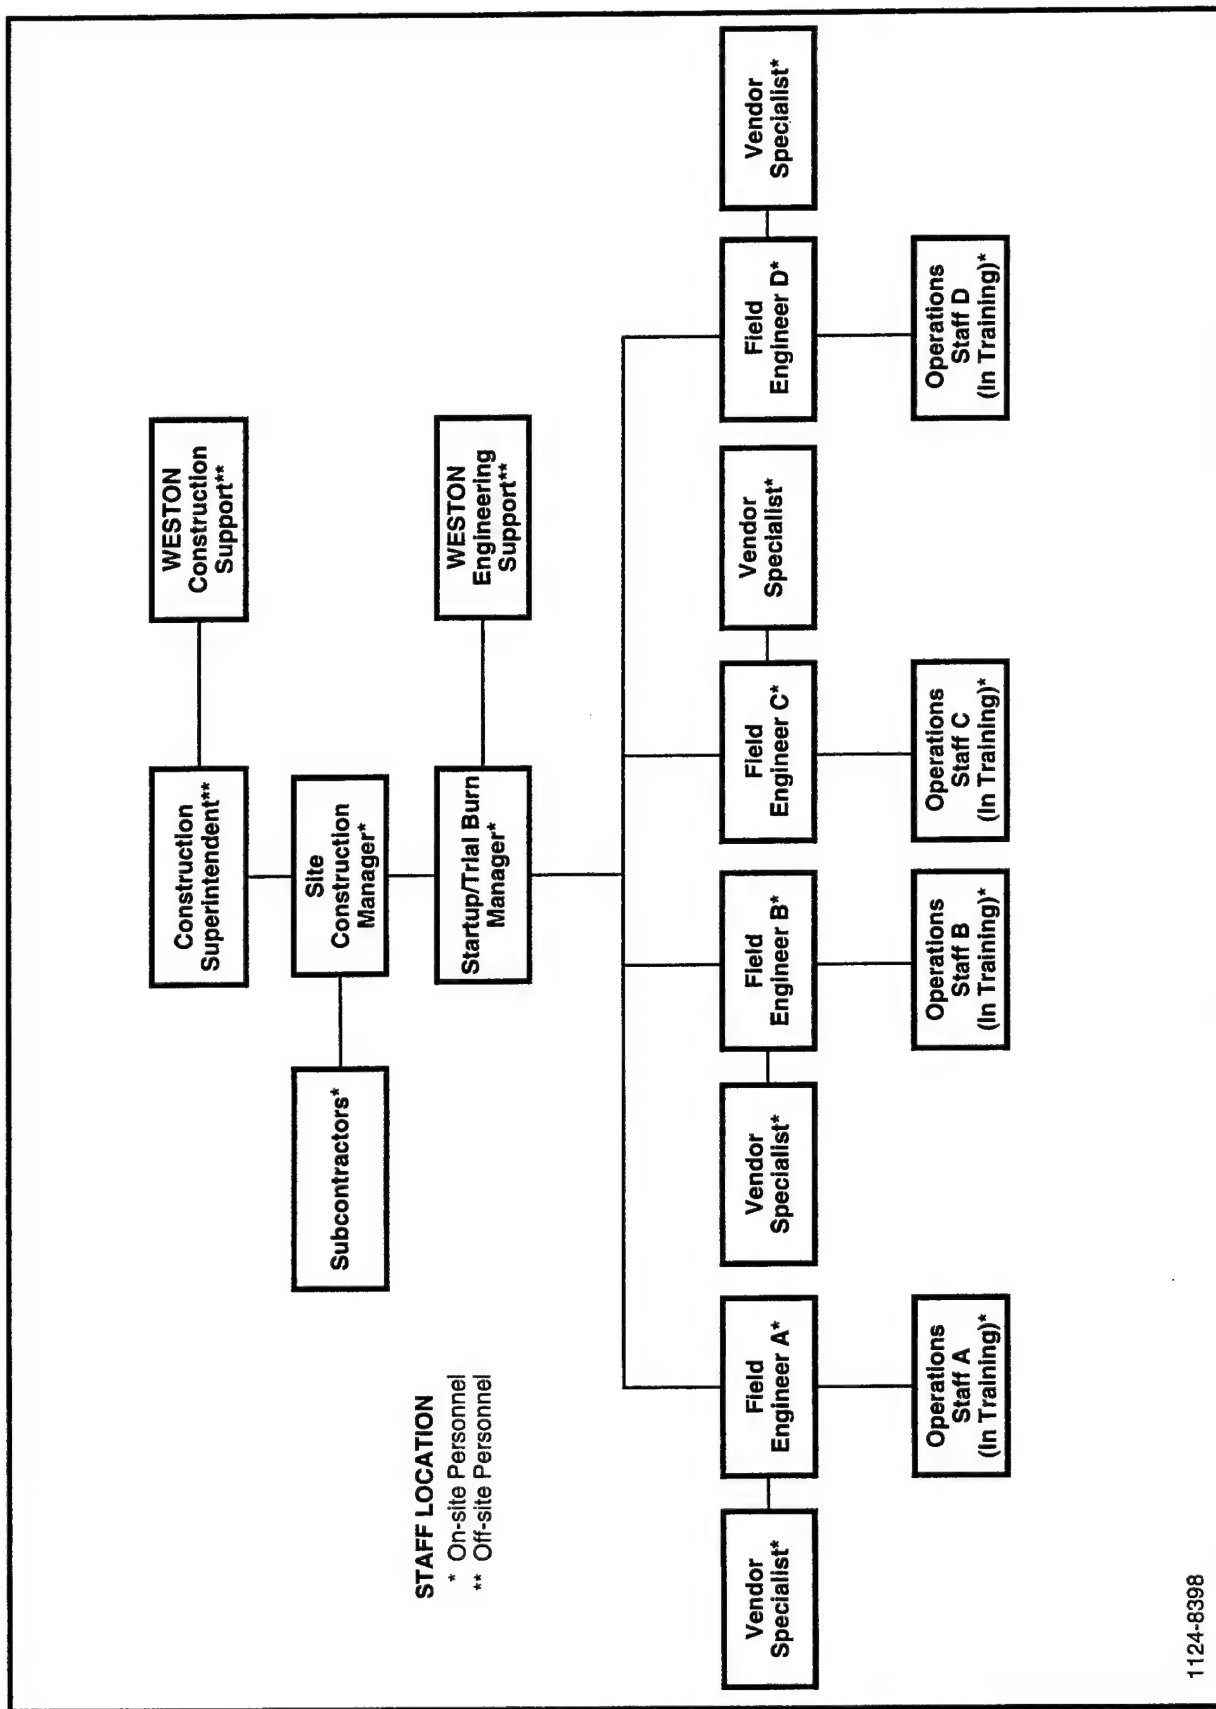 Construction
Superintendent**
WESTON
Construction
Support**
Subcontractors*
Site
Construction
Manager*
Startup/Trial Burn
Manager*
WESTON
Engineering
Support**
STAFF LOCATION
* On-site Personnel
** Off-site Personnel
Vendor
Specialist*
Field
Engineer A*
Vendor
Specialist*
Field
Engineer B*
Field
Engineer C*
Vendor
Specialist*
Field
Engineer D*
Vendor
Specialist*
Operations
Staff A
(In Training)*
Operations
Staff B
(In Training)*
Operations
Staff C
(In Training)*
Operations
Staff D
(In Training)*
1124-8398